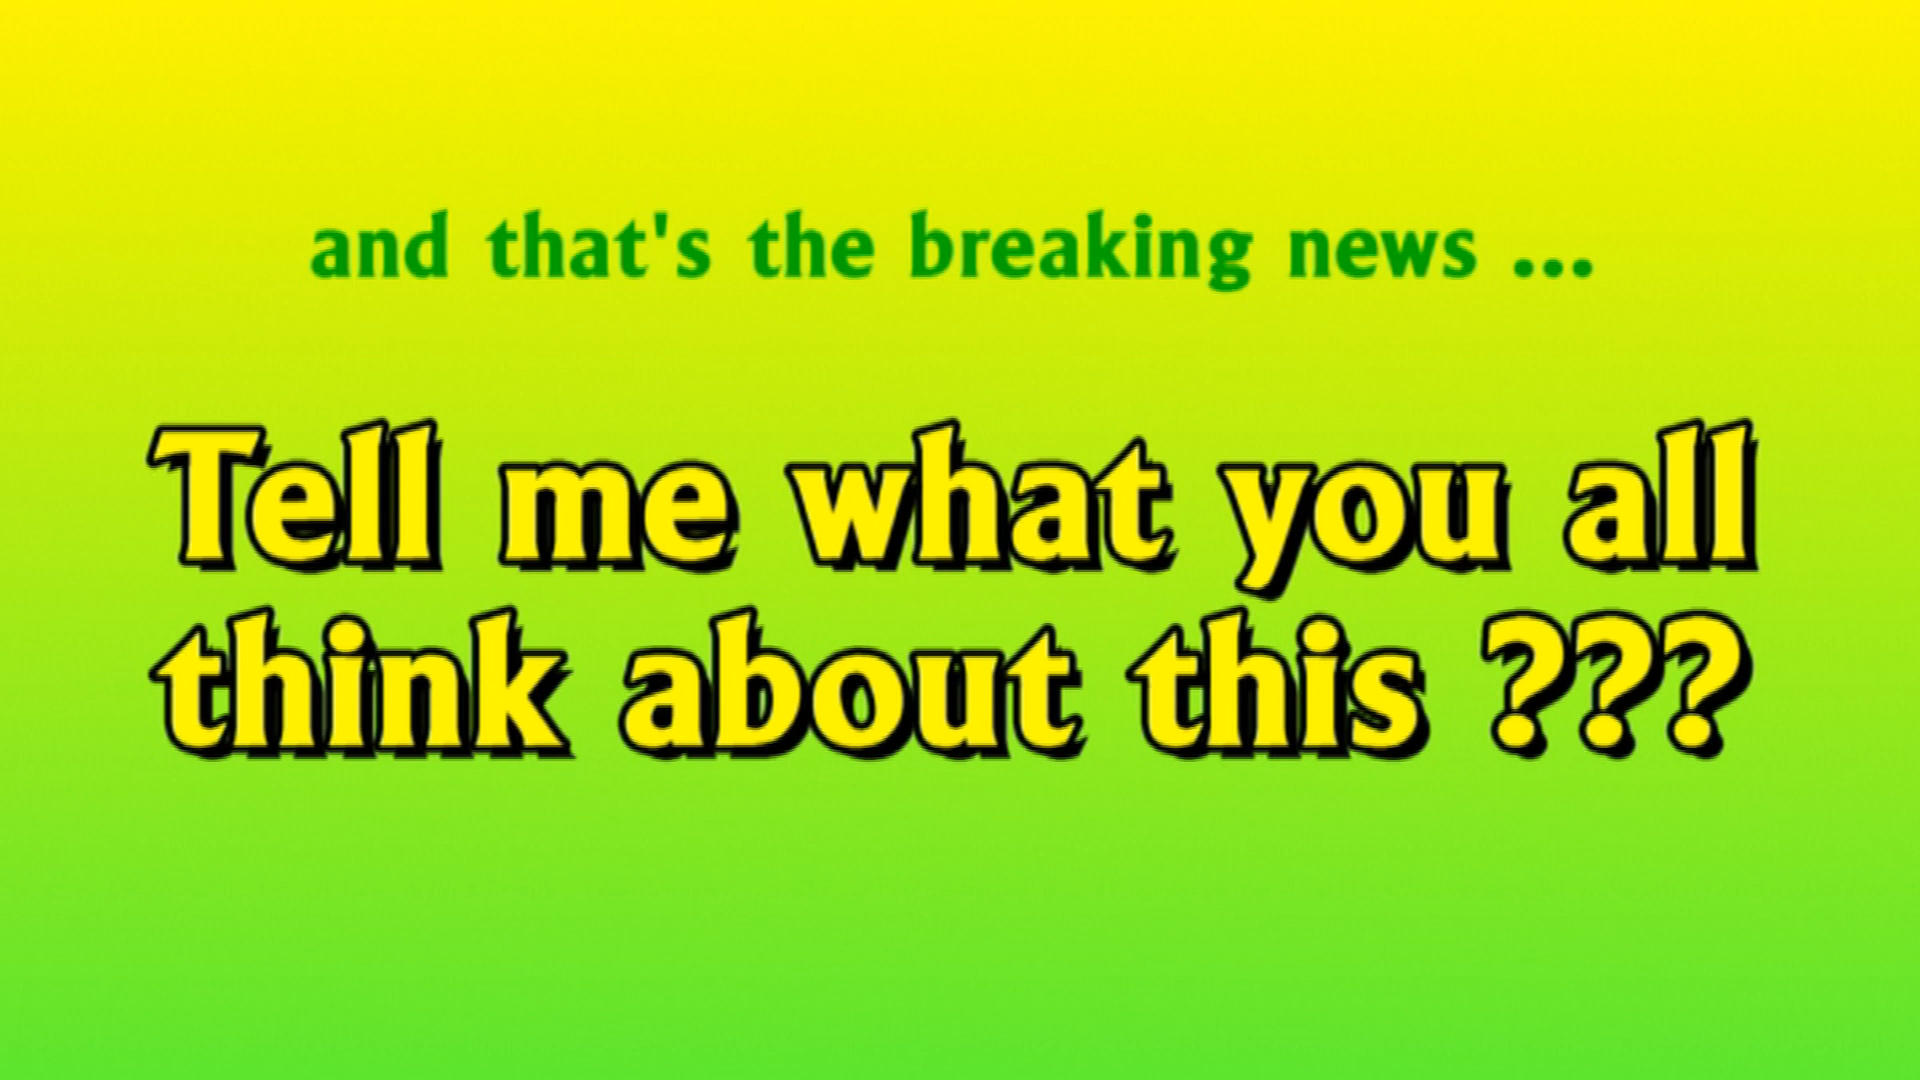 and that's the breaking news ...
Tell me what you all
think about this ???